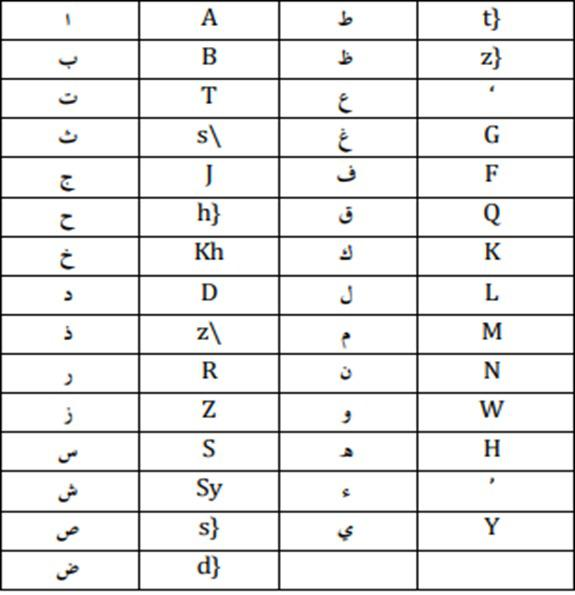 ا A ط t}
ب B ظ z}
ت T ع ‘
ث s\ غ G
ج J ف F
ح h} ق Q
خ Kh ك K
د D ل L
ذ z\ م M
ر R ن N
ز Z و W
س S ه H
ش Sy ء ’
ص s} ي Y
ض d}